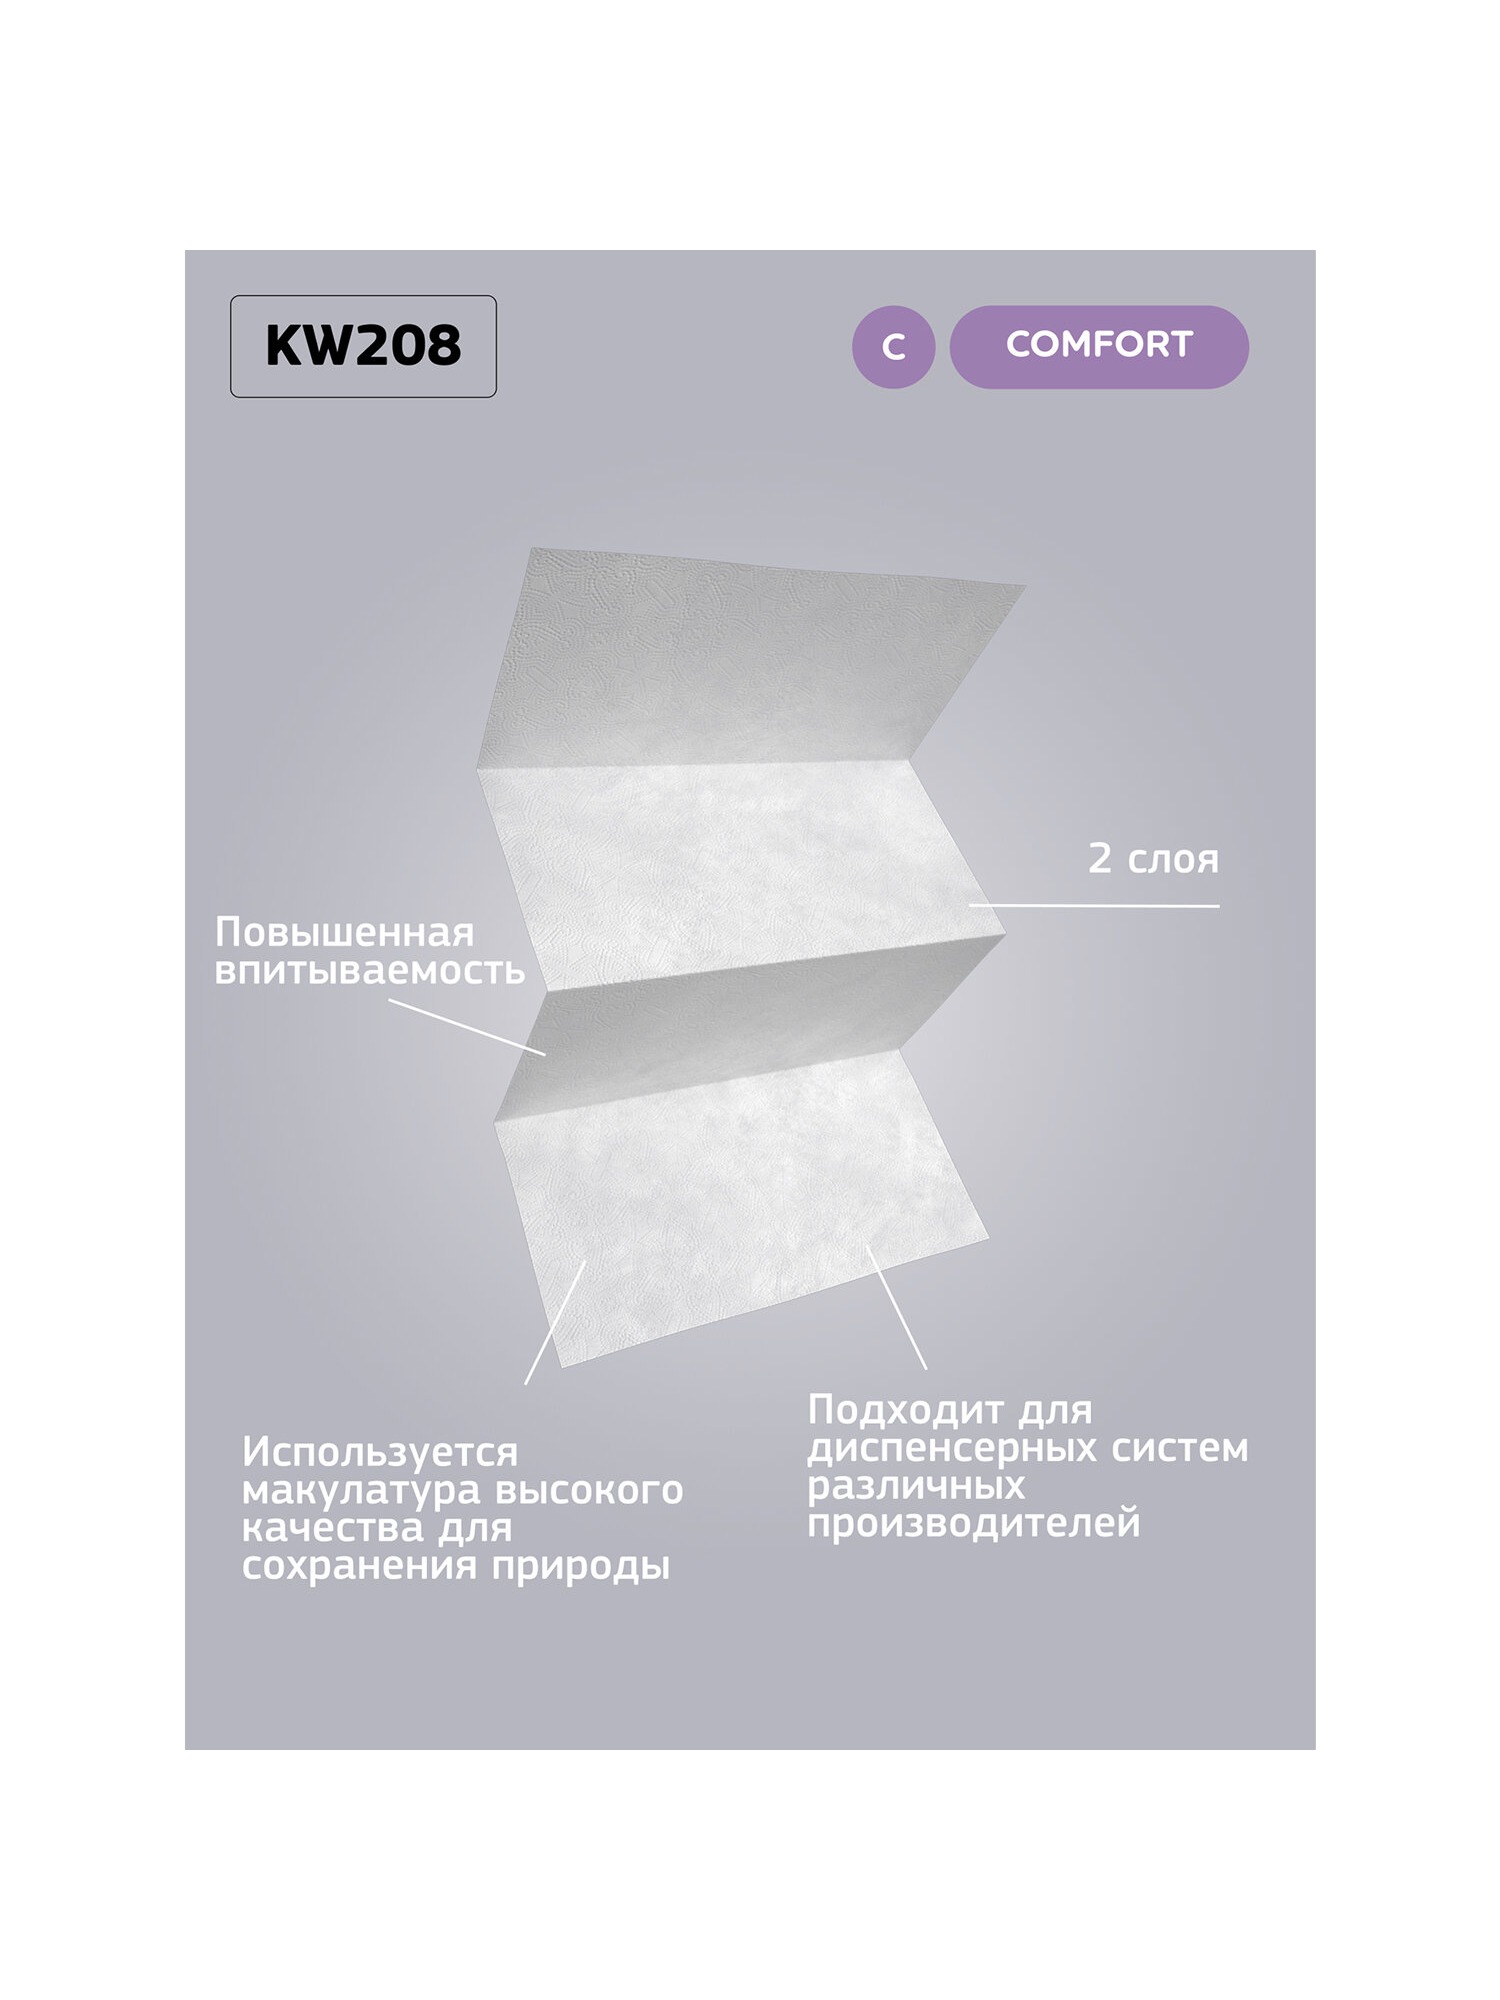 KW208
C COMFORT
2 слоя
Повышенная
впитываемость
Используется
макулатура высокого
качества для
сохранения природы
Подходит для
диспенсерных систем
различных
производителей